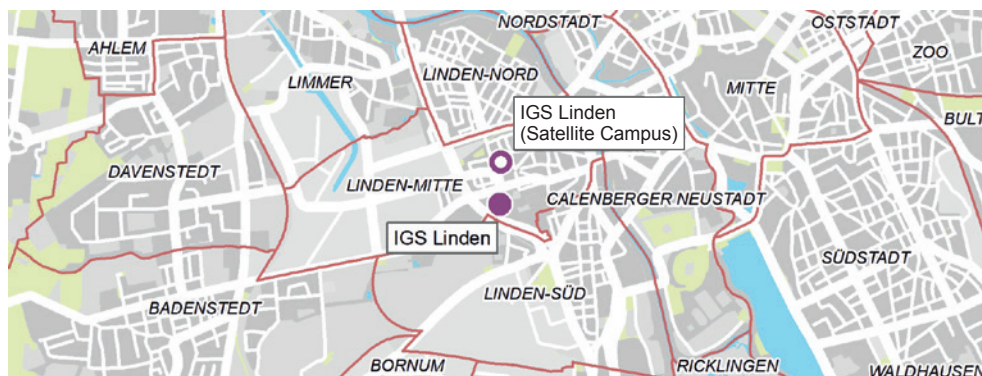 NORDSTADT
OSTSTADT
AHLEM
ZOO
LIMMER
LINDEN-NORD
MITTE
IGS Linden
(Satellite Campus)
BULT
DAVENSTEDT
LINDEN-MITTE
CALENBERGER NEUSTADT
IGS Linden
SÜDSTADT
LINDEN-SÜD
BADENSTEDT
BORNUM
RICKLINGEN
WALDHAUSEN